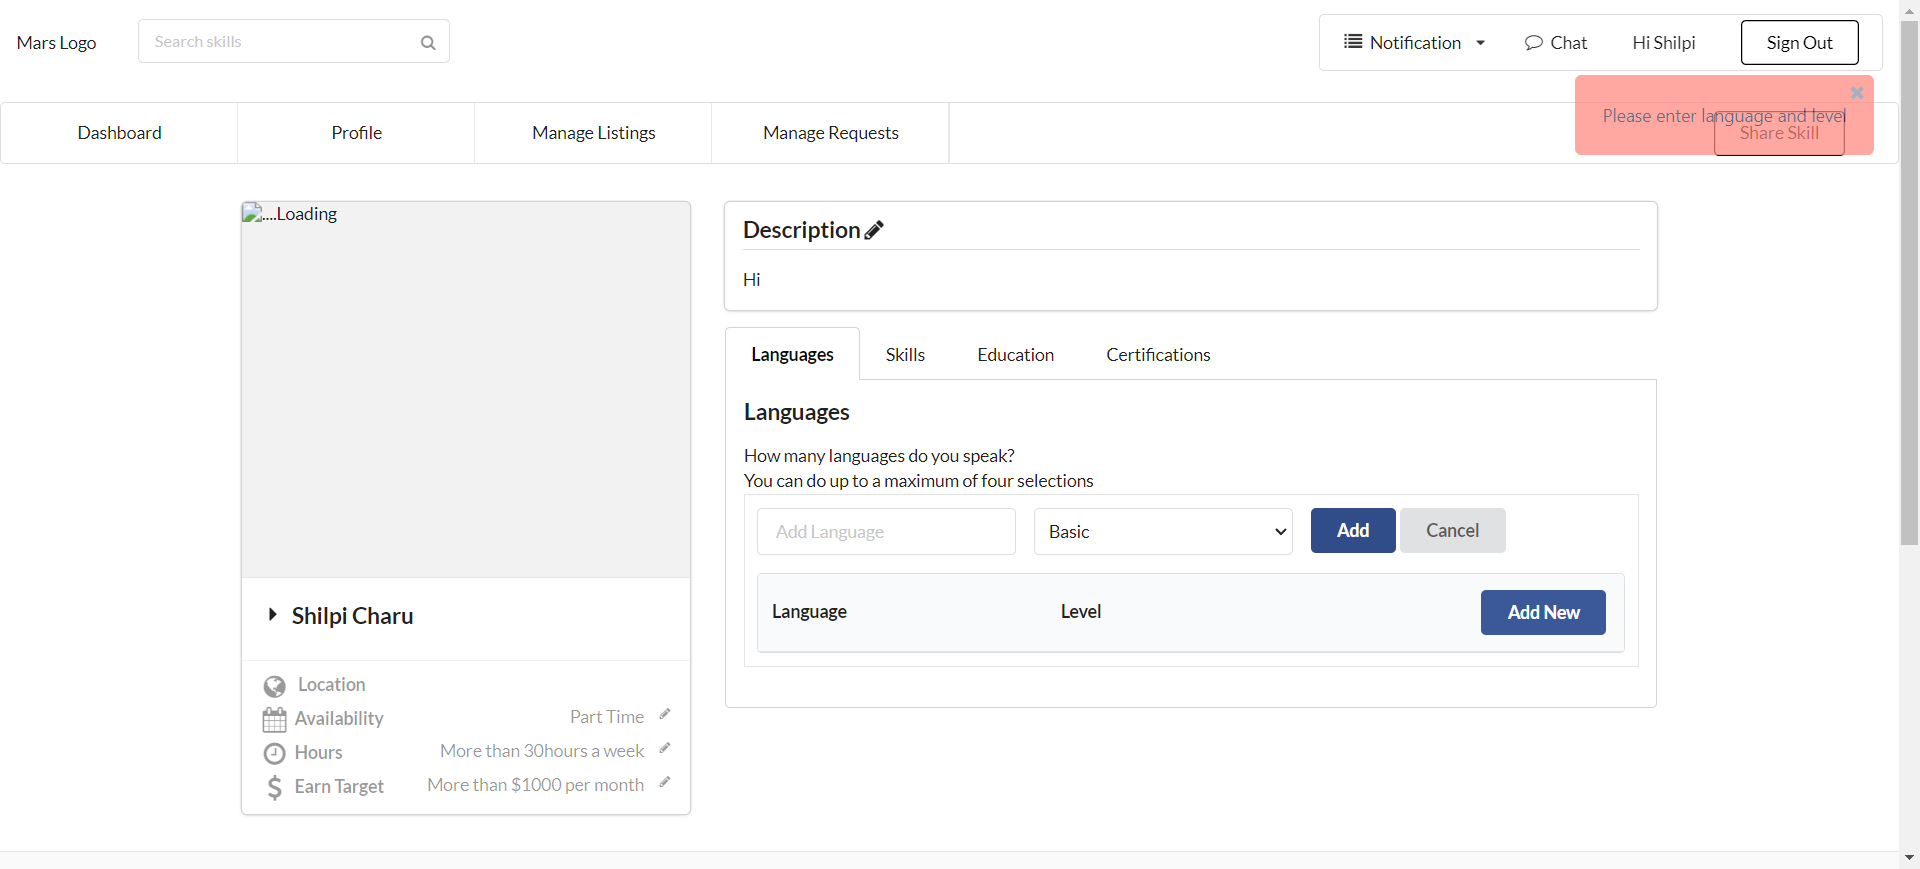 Mars Logo
Search skills
Notification
Chat
Hi Shilpi
Sign Out
Please enter language and level
Dashboard
Profile
Manage Listings
Manage Requests
Share Skill
....Loading
Description
Hi
Languages
Skills
Education
Certifications
Languages
How many languages do you speak?
You can do up to a maximum of four selections
Add Language
Basic
Add
Cancel
Language
Level
Add New
Shilpi Charu
Location
Availability
Part Time
Hours
More than 30hours a week
Earn Target
More than $1000 per month